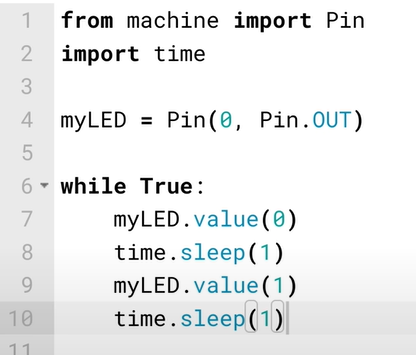 1 from machine import Pin
2 import time
3
4 myLED = Pin(0, Pin.OUT)
5
6 while True:
7     myLED.value(0)
8     time.sleep(1)
9     myLED.value(1)
10     time.sleep(1)
11